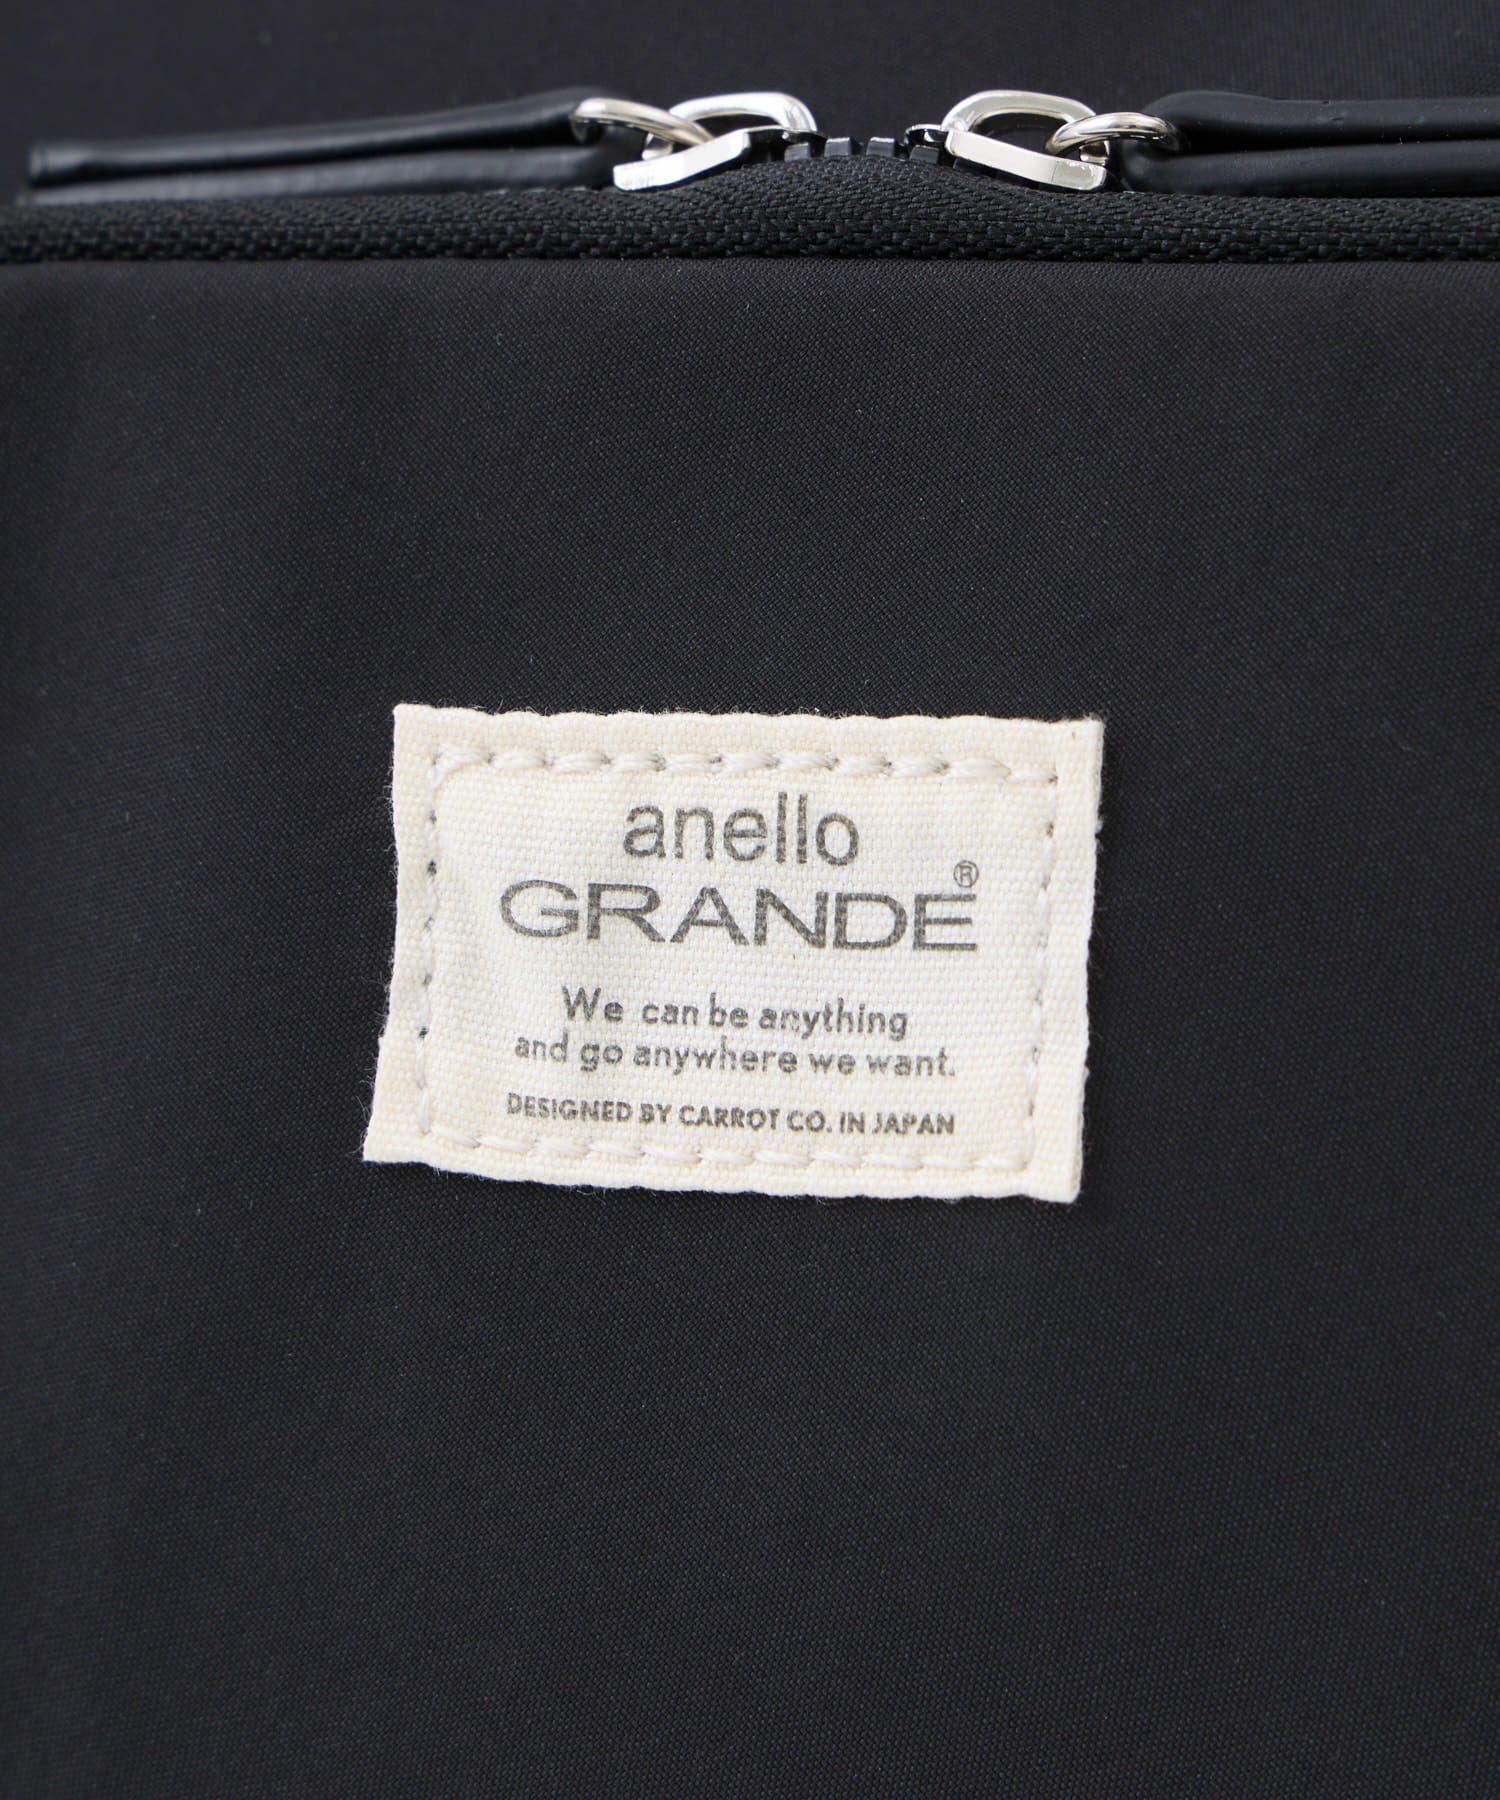 anello
GRANDE®
We can be anything
and go anywhere we want.
DESIGNED BY CARROT CO. IN JAPAN